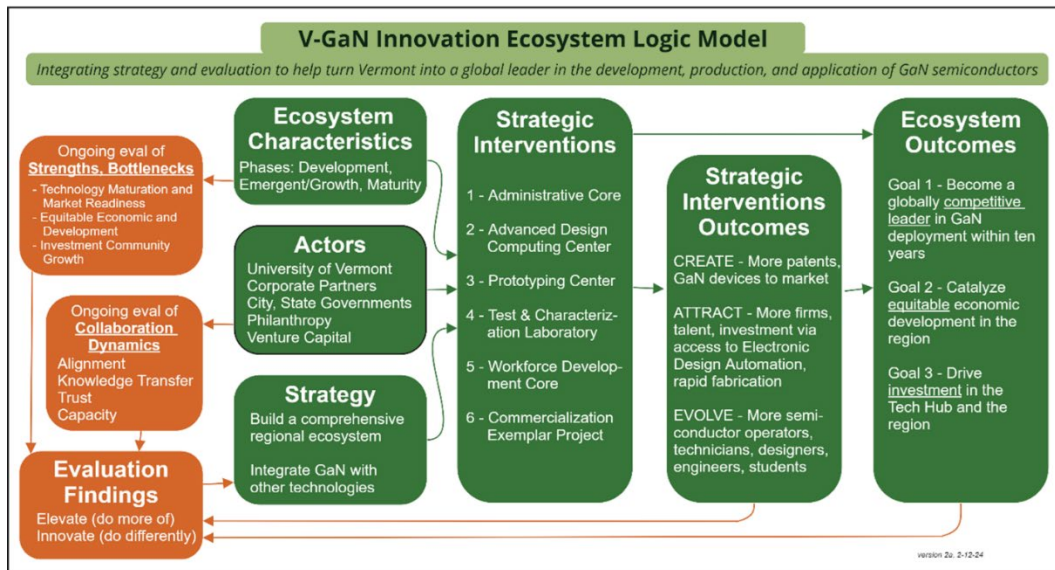 V-GaN Innovation Ecosystem Logic Model
Integrating strategy and evaluation to help turn Vermont into a global leader in the development, production, and application of GaN semiconductors
Ongoing eval of
Strengths, Bottlenecks
- Technology Maturation and
Market Readiness
- Equitable Economic and
Development
- Investment Community
Growth
Ongoing eval of
Collaboration
Dynamics
Alignment
Knowledge Transfer
Trust
Capacity
Evaluation
Findings
Elevate (do more of)
Innovate (do differently)
Ecosystem
Characteristics
Phases: Development,
Emergent/Growth, Maturity
Actors
University of Vermont
Corporate Partners
City, State Governments
Philanthropy
Venture Capital
Strategy
Build a comprehensive
regional ecosystem
Integrate GaN with
other technologies
Strategic
Interventions
1 - Administrative Core
2 - Advanced Design
Computing Center
3 - Prototyping Center
4 - Test & Characteriz-
ation Laboratory
5 - Workforce Develop-
ment Core
6 - Commercialization
Exemplar Project
Strategic
Interventions
Outcomes
CREATE - More patents,
GaN devices to market
ATTRACT - More firms,
talent, investment via
access to Electronic
Design Automation,
rapid fabrication
EVOLVE - More semi-
conductor operators,
technicians, designers,
engineers, students
Ecosystem
Outcomes
Goal 1 - Become a
globally competitive
leader in GaN
deployment within ten
years
Goal 2 - Catalyze
equitable economic
development in the
region
Goal 3 - Drive
investment in the
Tech Hub and the
region
version 2a, 2-12-24